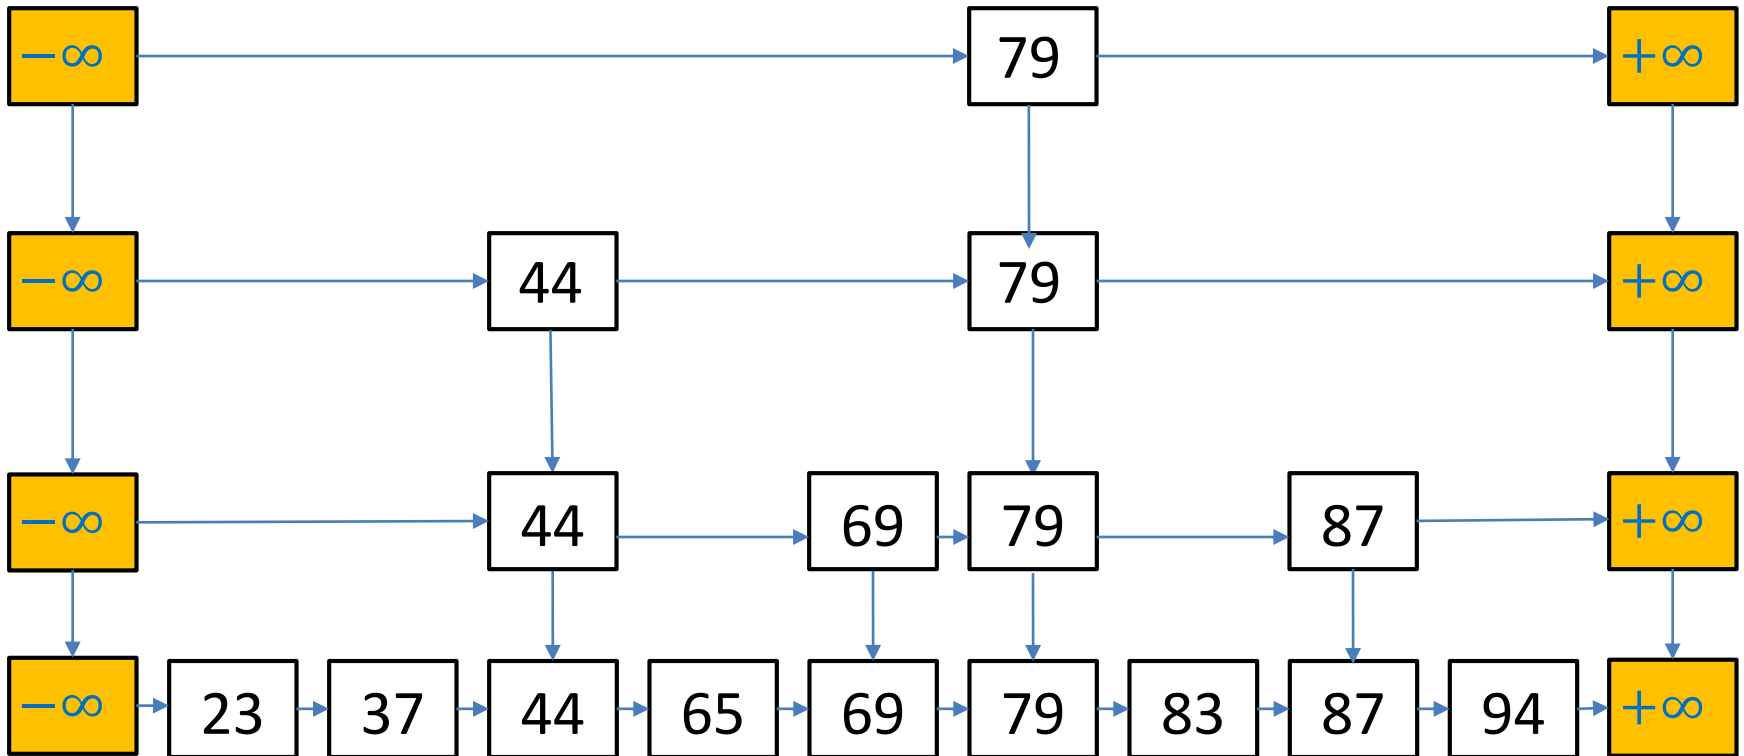 −∞ 79 +∞
−∞ 44 79 +∞
−∞ 44 69 79 87 +∞
−∞ 23 37 44 65 69 79 83 87 94 +∞